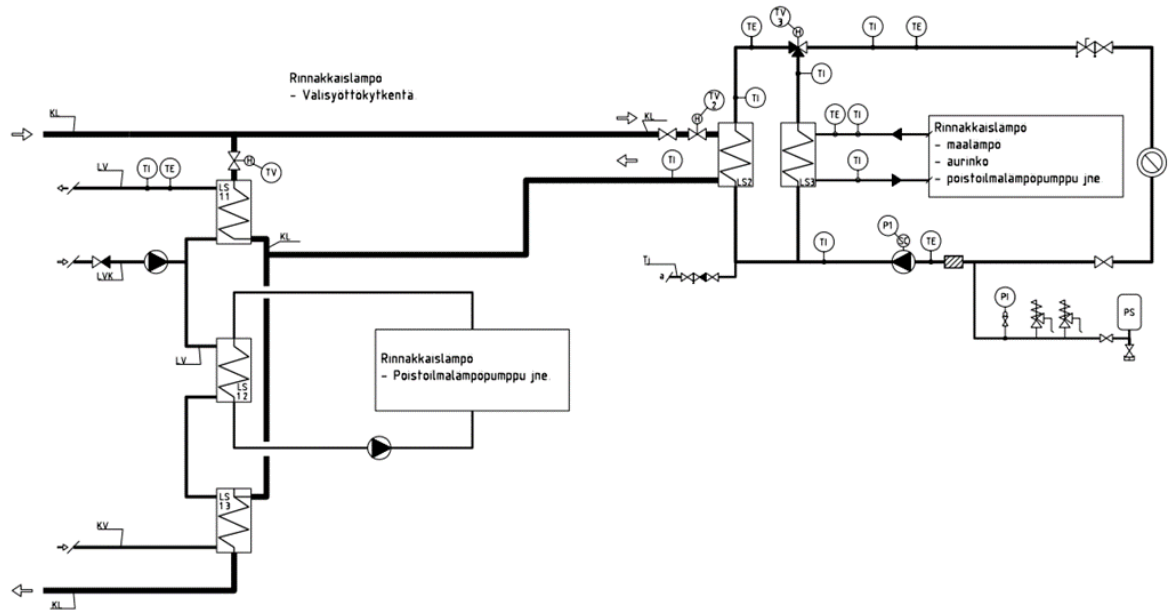 TV
3
TE
H
TI
TE
TI
Rinnakkaislampo
- Valisyottokytkenta.
TV
2
H
KL
KL
TI
TE
TI
Rinnakkaislampo
- maalampo
- aurinko
- poistoilmalampopumppu jne.
LV
TI
TE
H
TV
TI
TI
LS
11
LS2
LS3
KL
P1
SC
TI
TE
LVK
TJ
a
PI
PS
Rinnakkaislampo
- Poistoilmalampopumppu jne.
LV
LS
12
LS
13
KV
KL